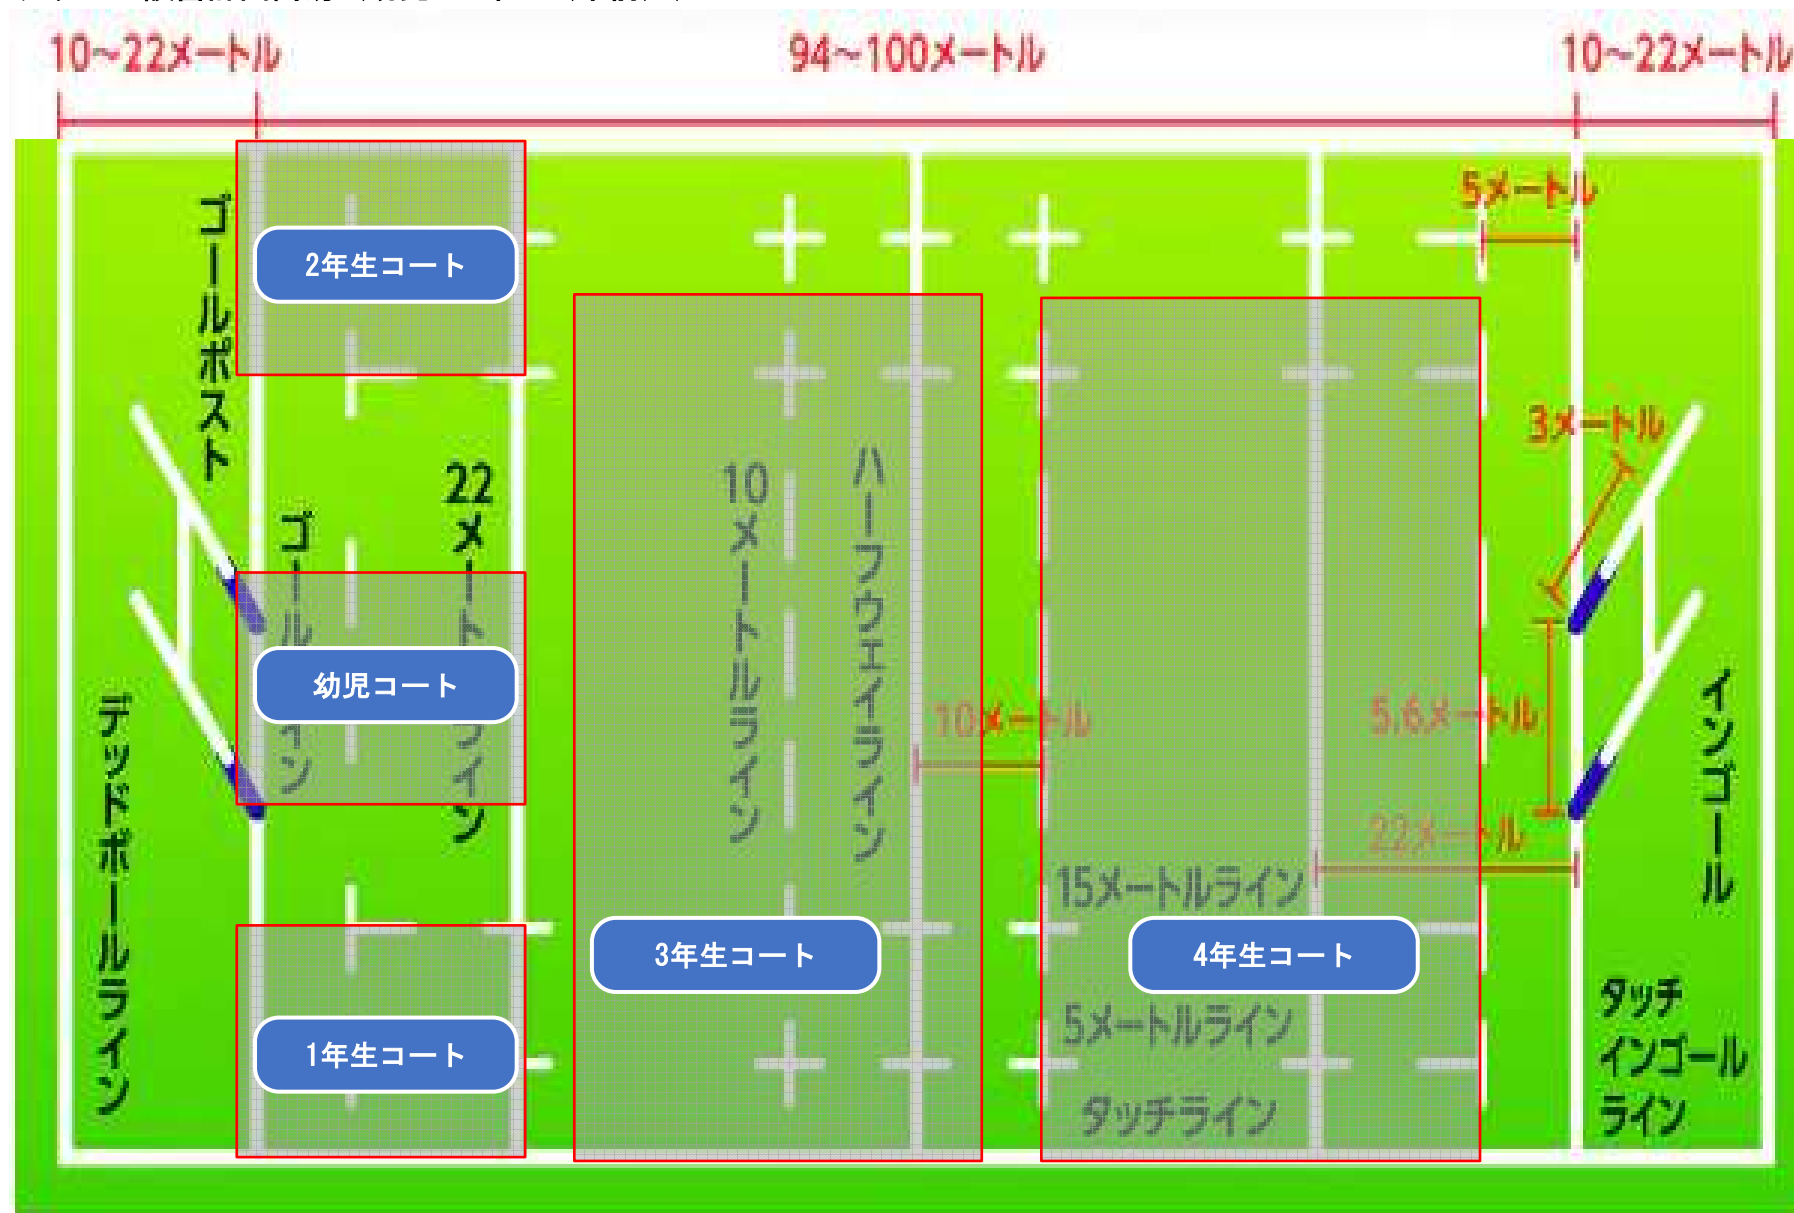 10~22メートル
94~100メートル
10~22メートル
5メートル
ゴールポスト
2年生コート
3メートル
22メートルライン
ゴールライン
10メートルライン
ハーフウェイライン
幼児コート
10メートル
5.6メートル
インゴール
デッドボールライン
22メートル
15メートルライン
3年生コート
4年生コート
5メートルライン
1年生コート
タッチライン
タッチ
インゴール
ライン